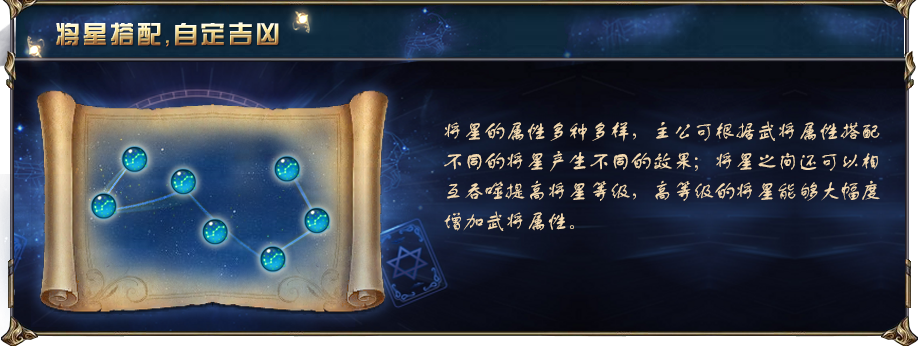 将星搭配,自定吉凶
将星的属性多种多样，主公可根据武将属性搭配
不同的将星产生不同的效果；将星之间还可以相
互吞噬提高将星等级，高等级的将星能够大幅度
增加武将属性。